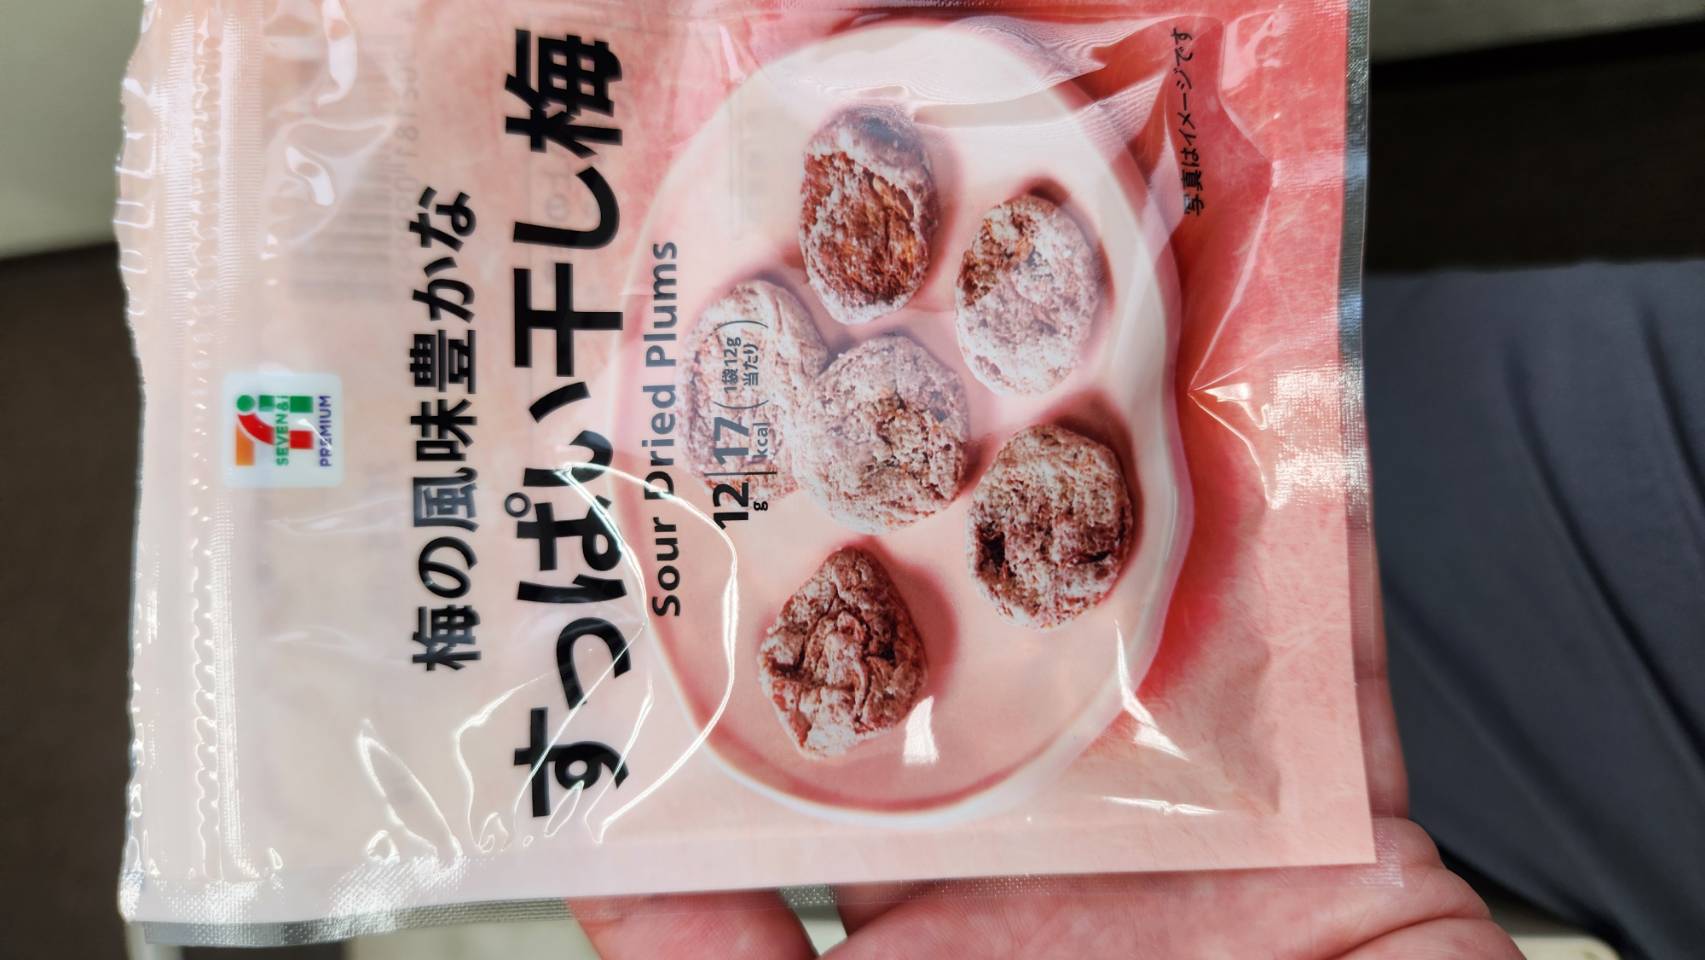 SEVEN&i
PREMIUM
梅の風味豊かな
すっぱい干し梅
Sour Dried Plums
12g 17kcal (1袋12g当たり)
写真はイメージです